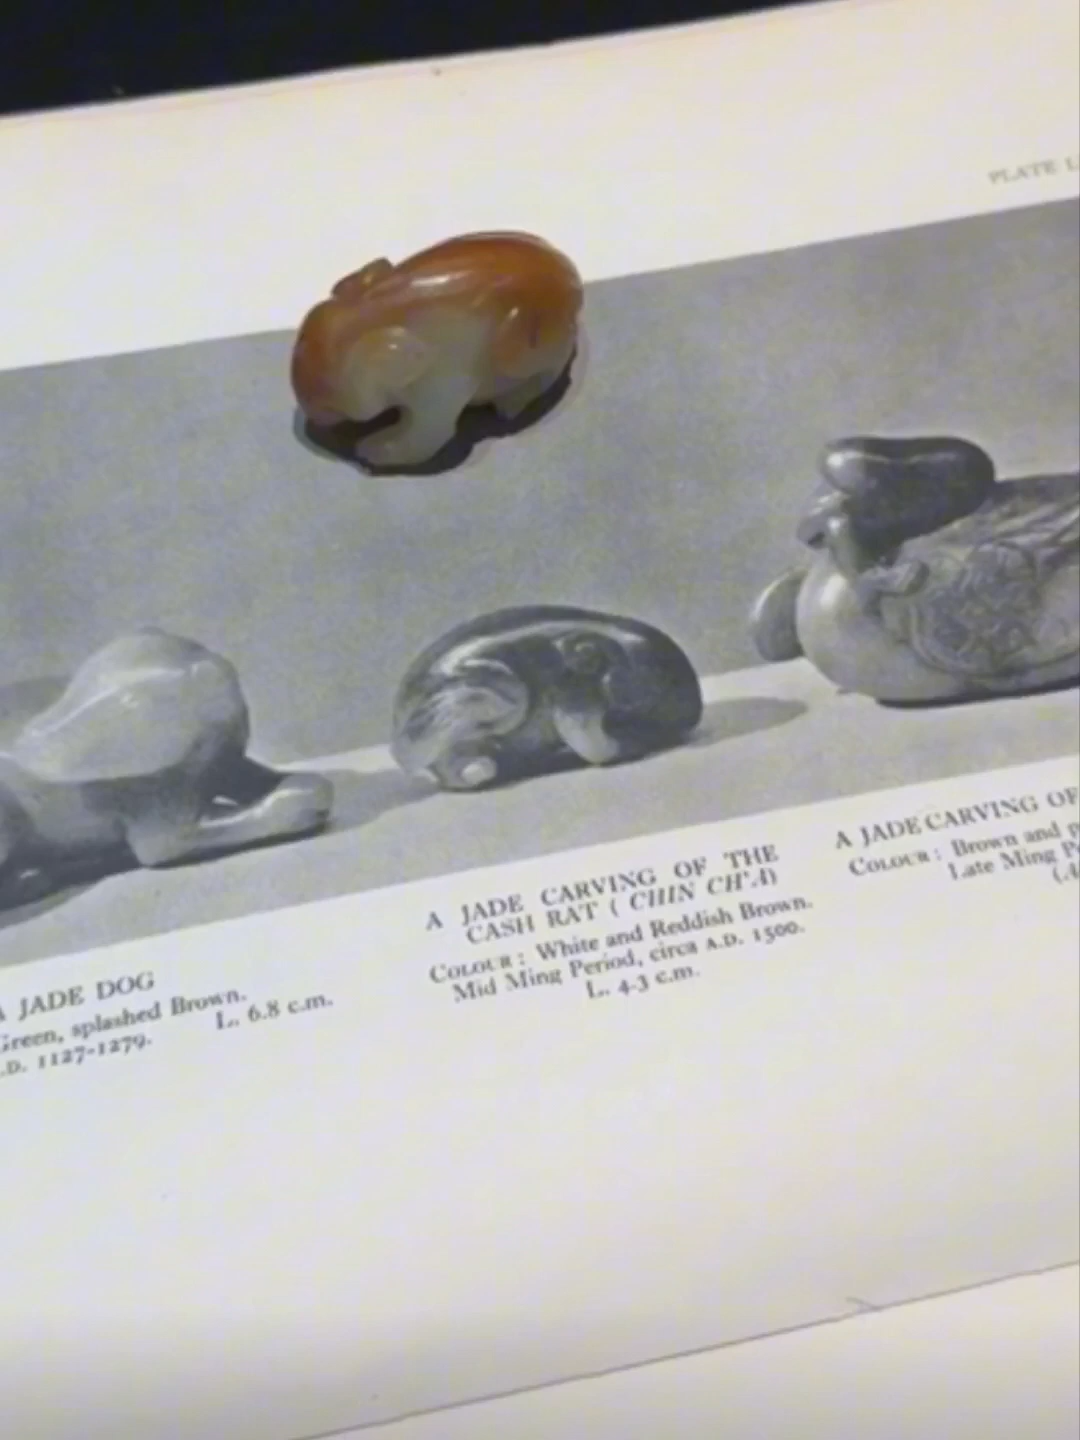 PLATE
A JADE DOG
Green, splashed Brown.
A.D. 1127-1279. L. 6.8 c.m.
A JADE CARVING OF THE
CASH RAT ( CHIN CH'A)
COLOUR : White and Reddish Brown.
Mid Ming Period, circa A.D. 1500.
L. 4.3 c.m.
A JADE CARVING OF
COLOUR : Brown and
Late Ming